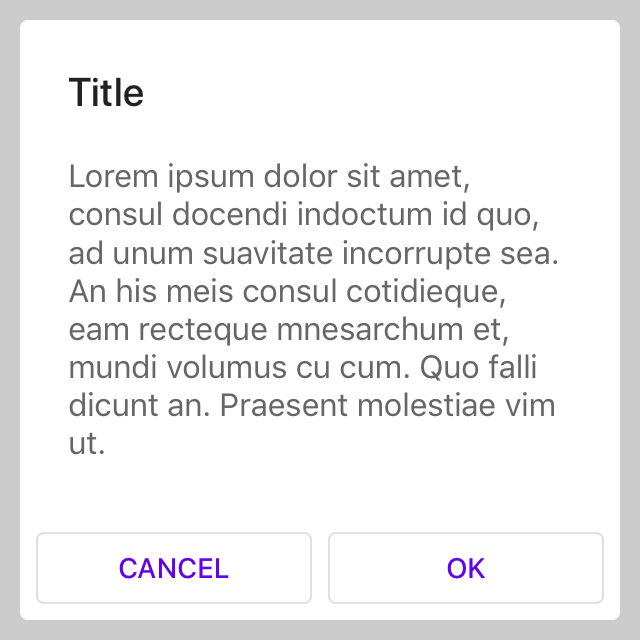 Title
Lorem ipsum dolor sit amet,
consul docendi indoctum id quo,
ad unum suavitate incorrupte sea.
An his meis consul cotidieque,
eam recteque mnesarchum et,
mundi volumus cu cum. Quo falli
dicunt an. Praesent molestiae vim
ut.
CANCEL
OK